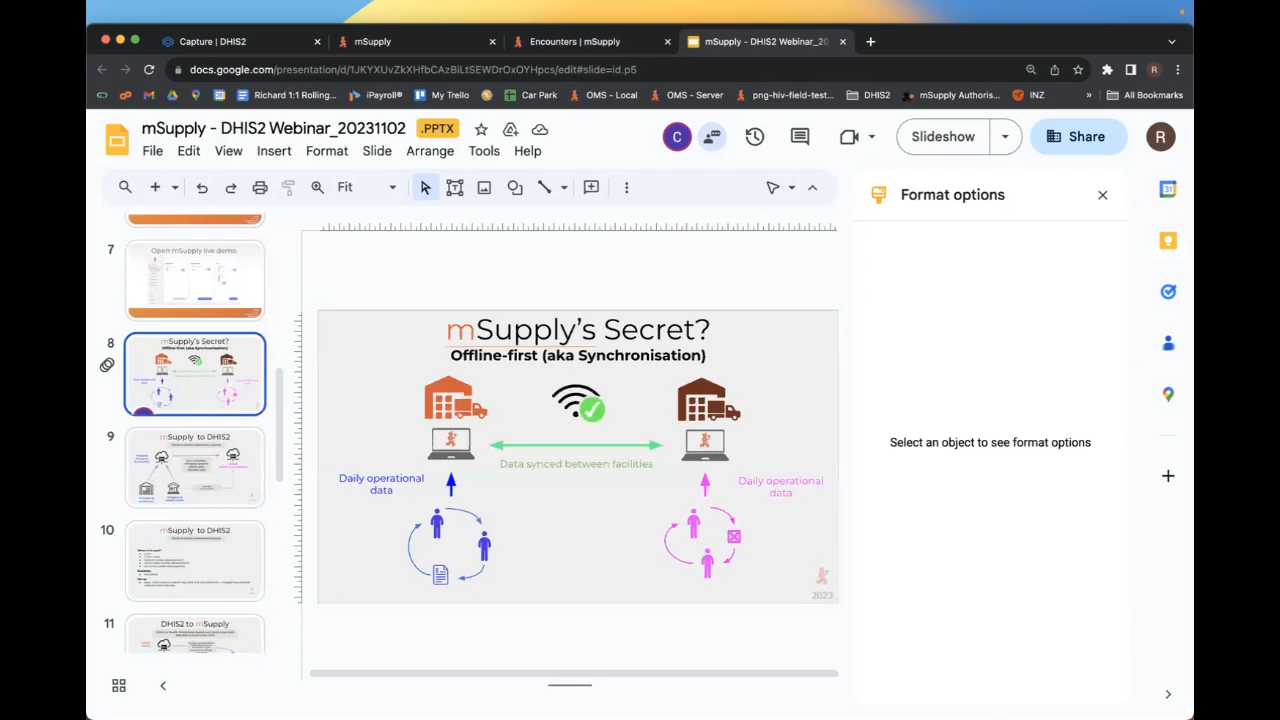 Capture | DHIS2
mSupply
Encounters | mSupply
mSupply - DHIS2 Webinar_20
docs.google.com/presentation/d/1JKYXUvZkXHfbCAzBiLtSEWDrOxOYHpcs/edit#slide=id.p5
R
Richard 1:1 Rolling...
iPayroll®
My Trello
Car Park
OMS - Local
OMS - Server
png-hiv-field-test...
DHIS2
mSupply Authoris...
INZ
»
All Bookmarks
mSupply - DHIS2 Webinar_20231102
.PPTX
C
Slideshow
Share
R
File Edit View Insert Format Slide Arrange Tools Help
Fit
Format options
31
Select an object to see format options
7
Open mSupply live demo
8
mSupply's Secret?
Offline-first (aka Synchronisation)
9
mSupply to DHIS2
10
mSupply to DHIS2
11
DHIS2 to mSupply
mSupply's Secret?
Offline-first (aka Synchronisation)
Data synced between facilities
Daily operational
data
Daily operational
data
2023